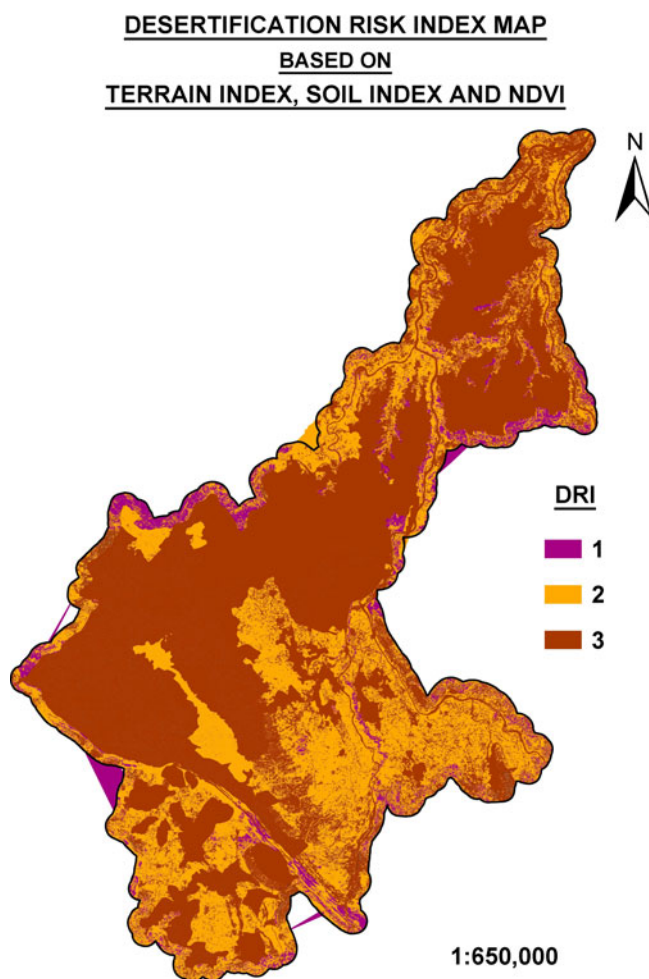 DESERTIFICATION RISK INDEX MAP
BASED ON
TERRAIN INDEX, SOIL INDEX AND NDVI
N
DRI
1
2
3
1:650,000